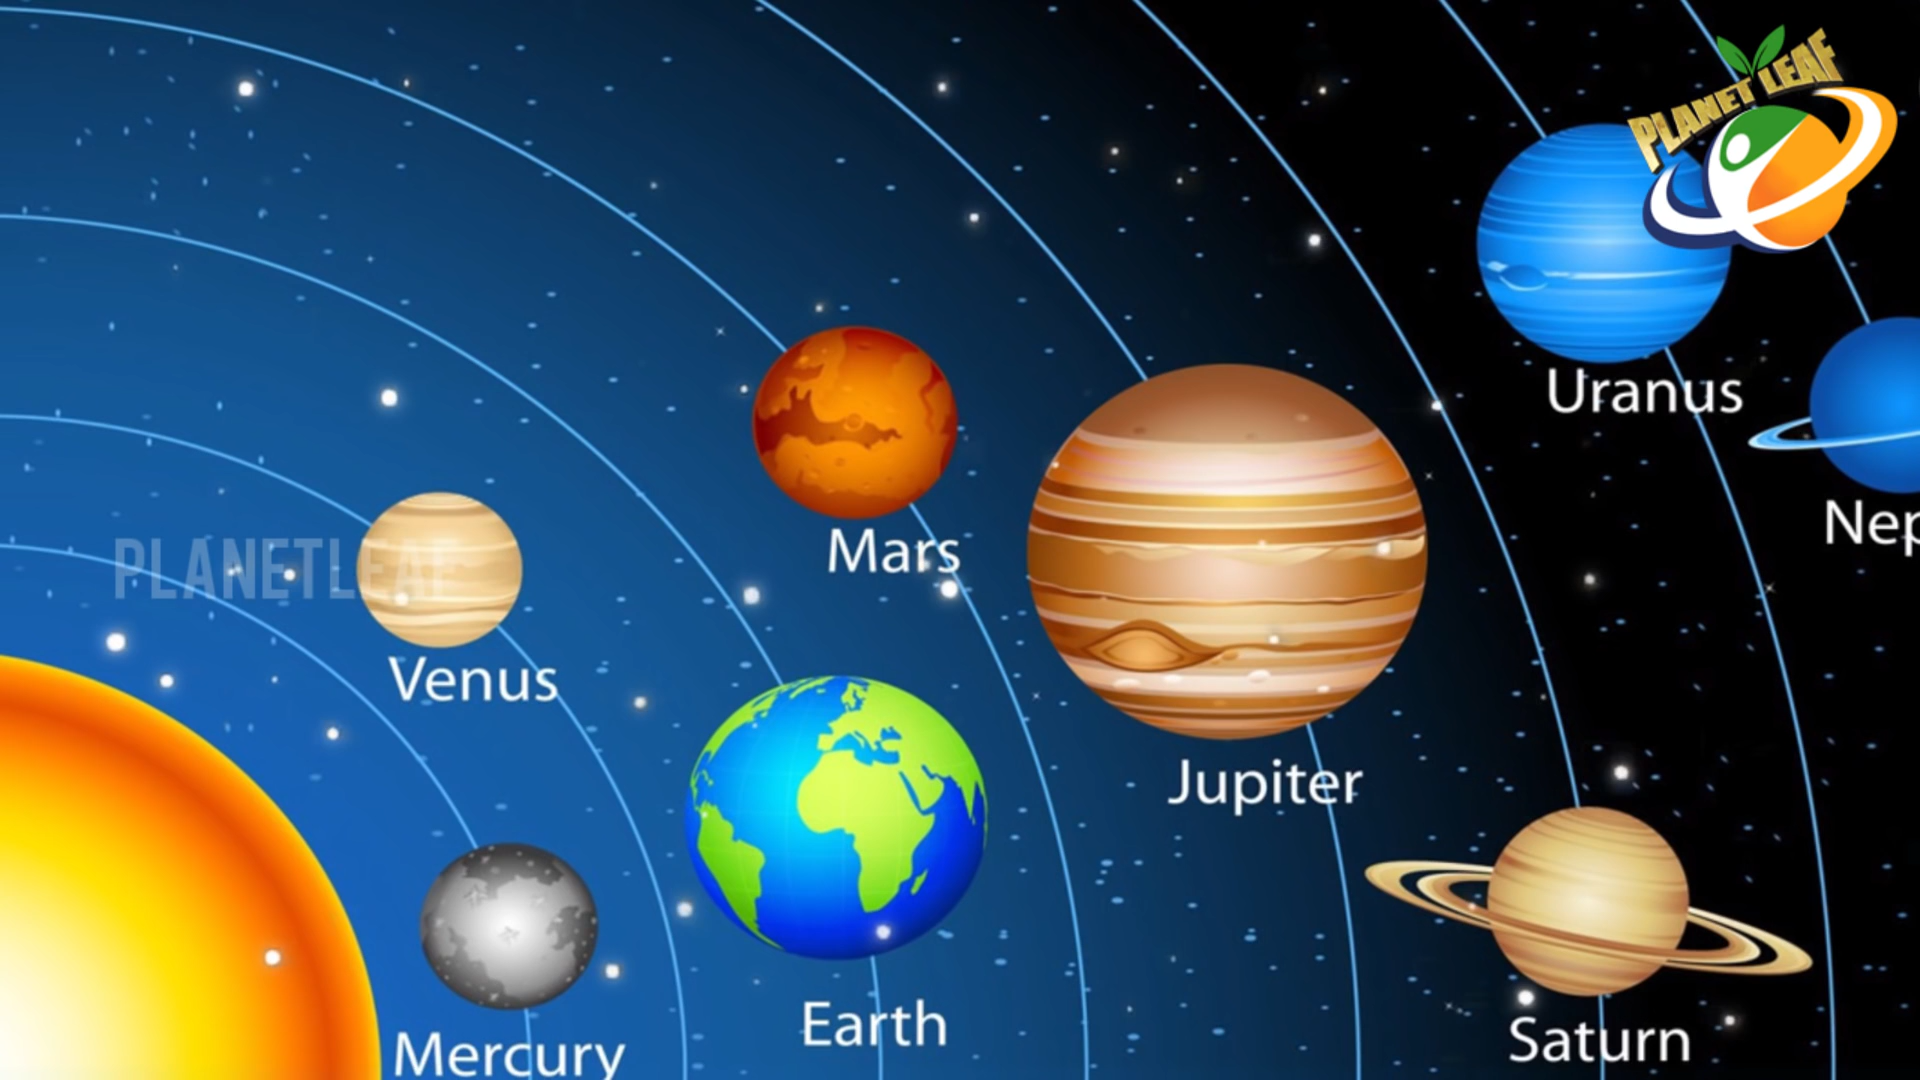 PLANET LEAF
Uranus
Nep
Mars
PLANETLEAF
Venus
Jupiter
Earth
Saturn
Mercury